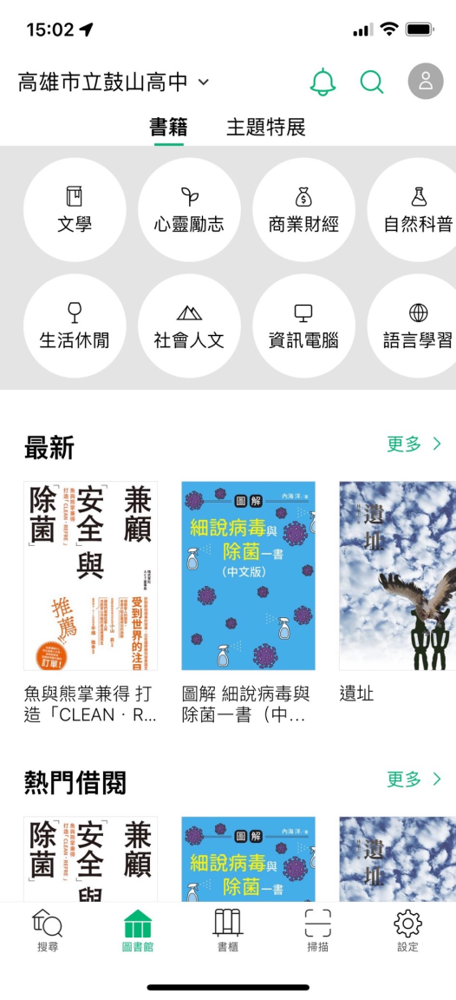 15:02
高雄市立鼓山高中
書籍
主題特展
文學
心靈勵志
商業財經
自然科普
生活休閒
社會人文
資訊電腦
語言學習
最新
更多
兼顧
「安全」與
「除菌」
魚與熊掌兼得
打造「CLEAN．REFRE」
推薦
受到世界的注目
圖解
內海 洋 著
細說病毒與
除菌一書
(中文版)
遺址
魚與熊掌兼得 打
造「CLEAN．R...
圖解 細說病毒與
除菌一書（中...
遺址
熱門借閱
更多
兼顧
「安全」與
「除菌」
魚與熊掌兼得
打造「CLEAN．REFRE」
圖解
內海 洋 著
細說病毒與
除菌一書
遺址
搜尋
圖書館
書櫃
掃描
設定